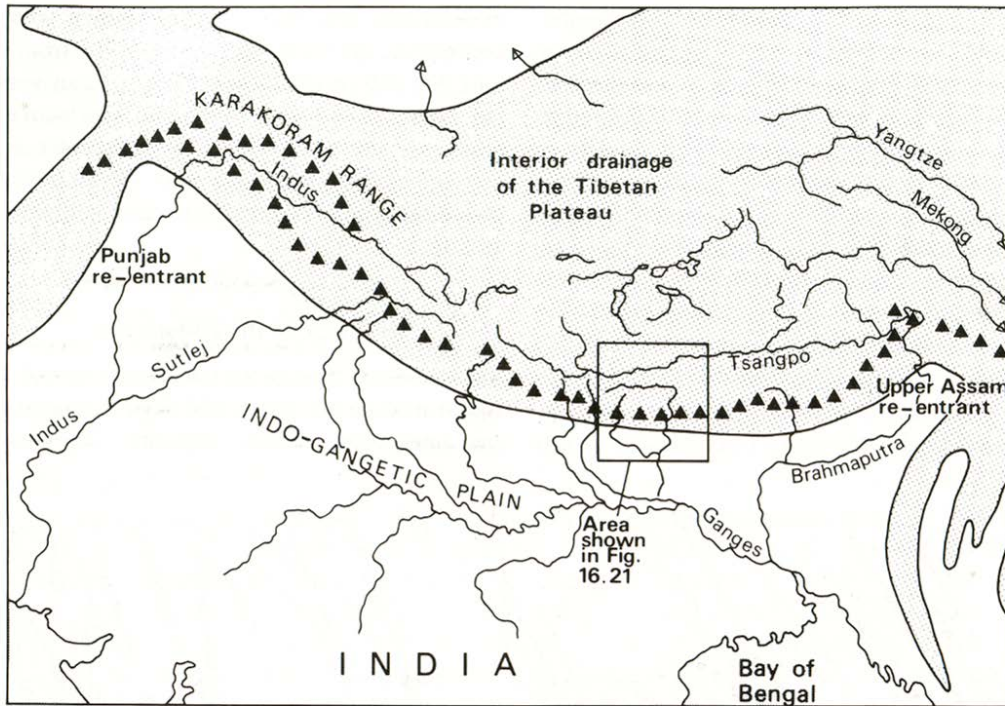 KARAKORAM RANGE
Indus
Interior drainage
of the Tibetan
Plateau
Yangtze
Mekong
Punjab
re-entrant
Sutlej
Indus
Tsangpo
Upper Assam
re-entrant
Brahmaputra
INDO-GANGETIC PLAIN
Ganges
Area
shown
in Fig.
16.21
INDIA
Bay of
Bengal